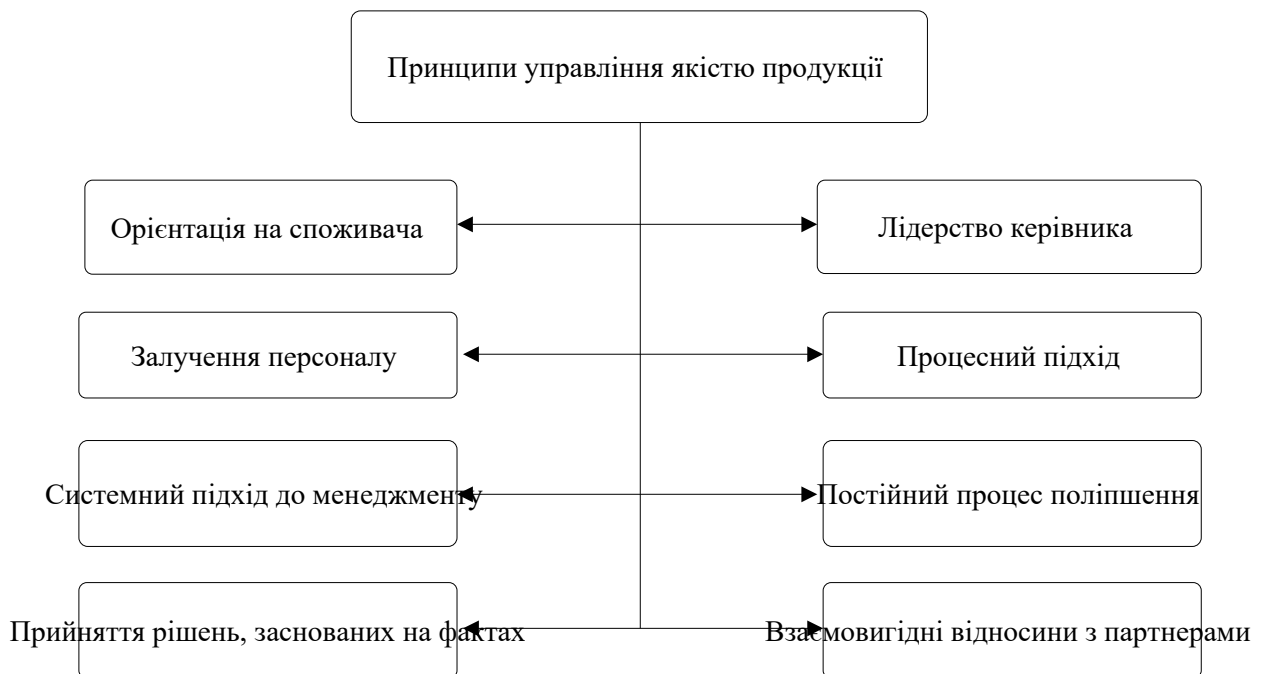 Принципи управління якістю продукції
Орієнтація на споживача
Лідерство керівника
Залучення персоналу
Процесний підхід
Системний підхід до менеджменту
Постійний процес поліпшення
Прийняття рішень, заснованих на фактах
Взаємовигідні відносини з партнерами